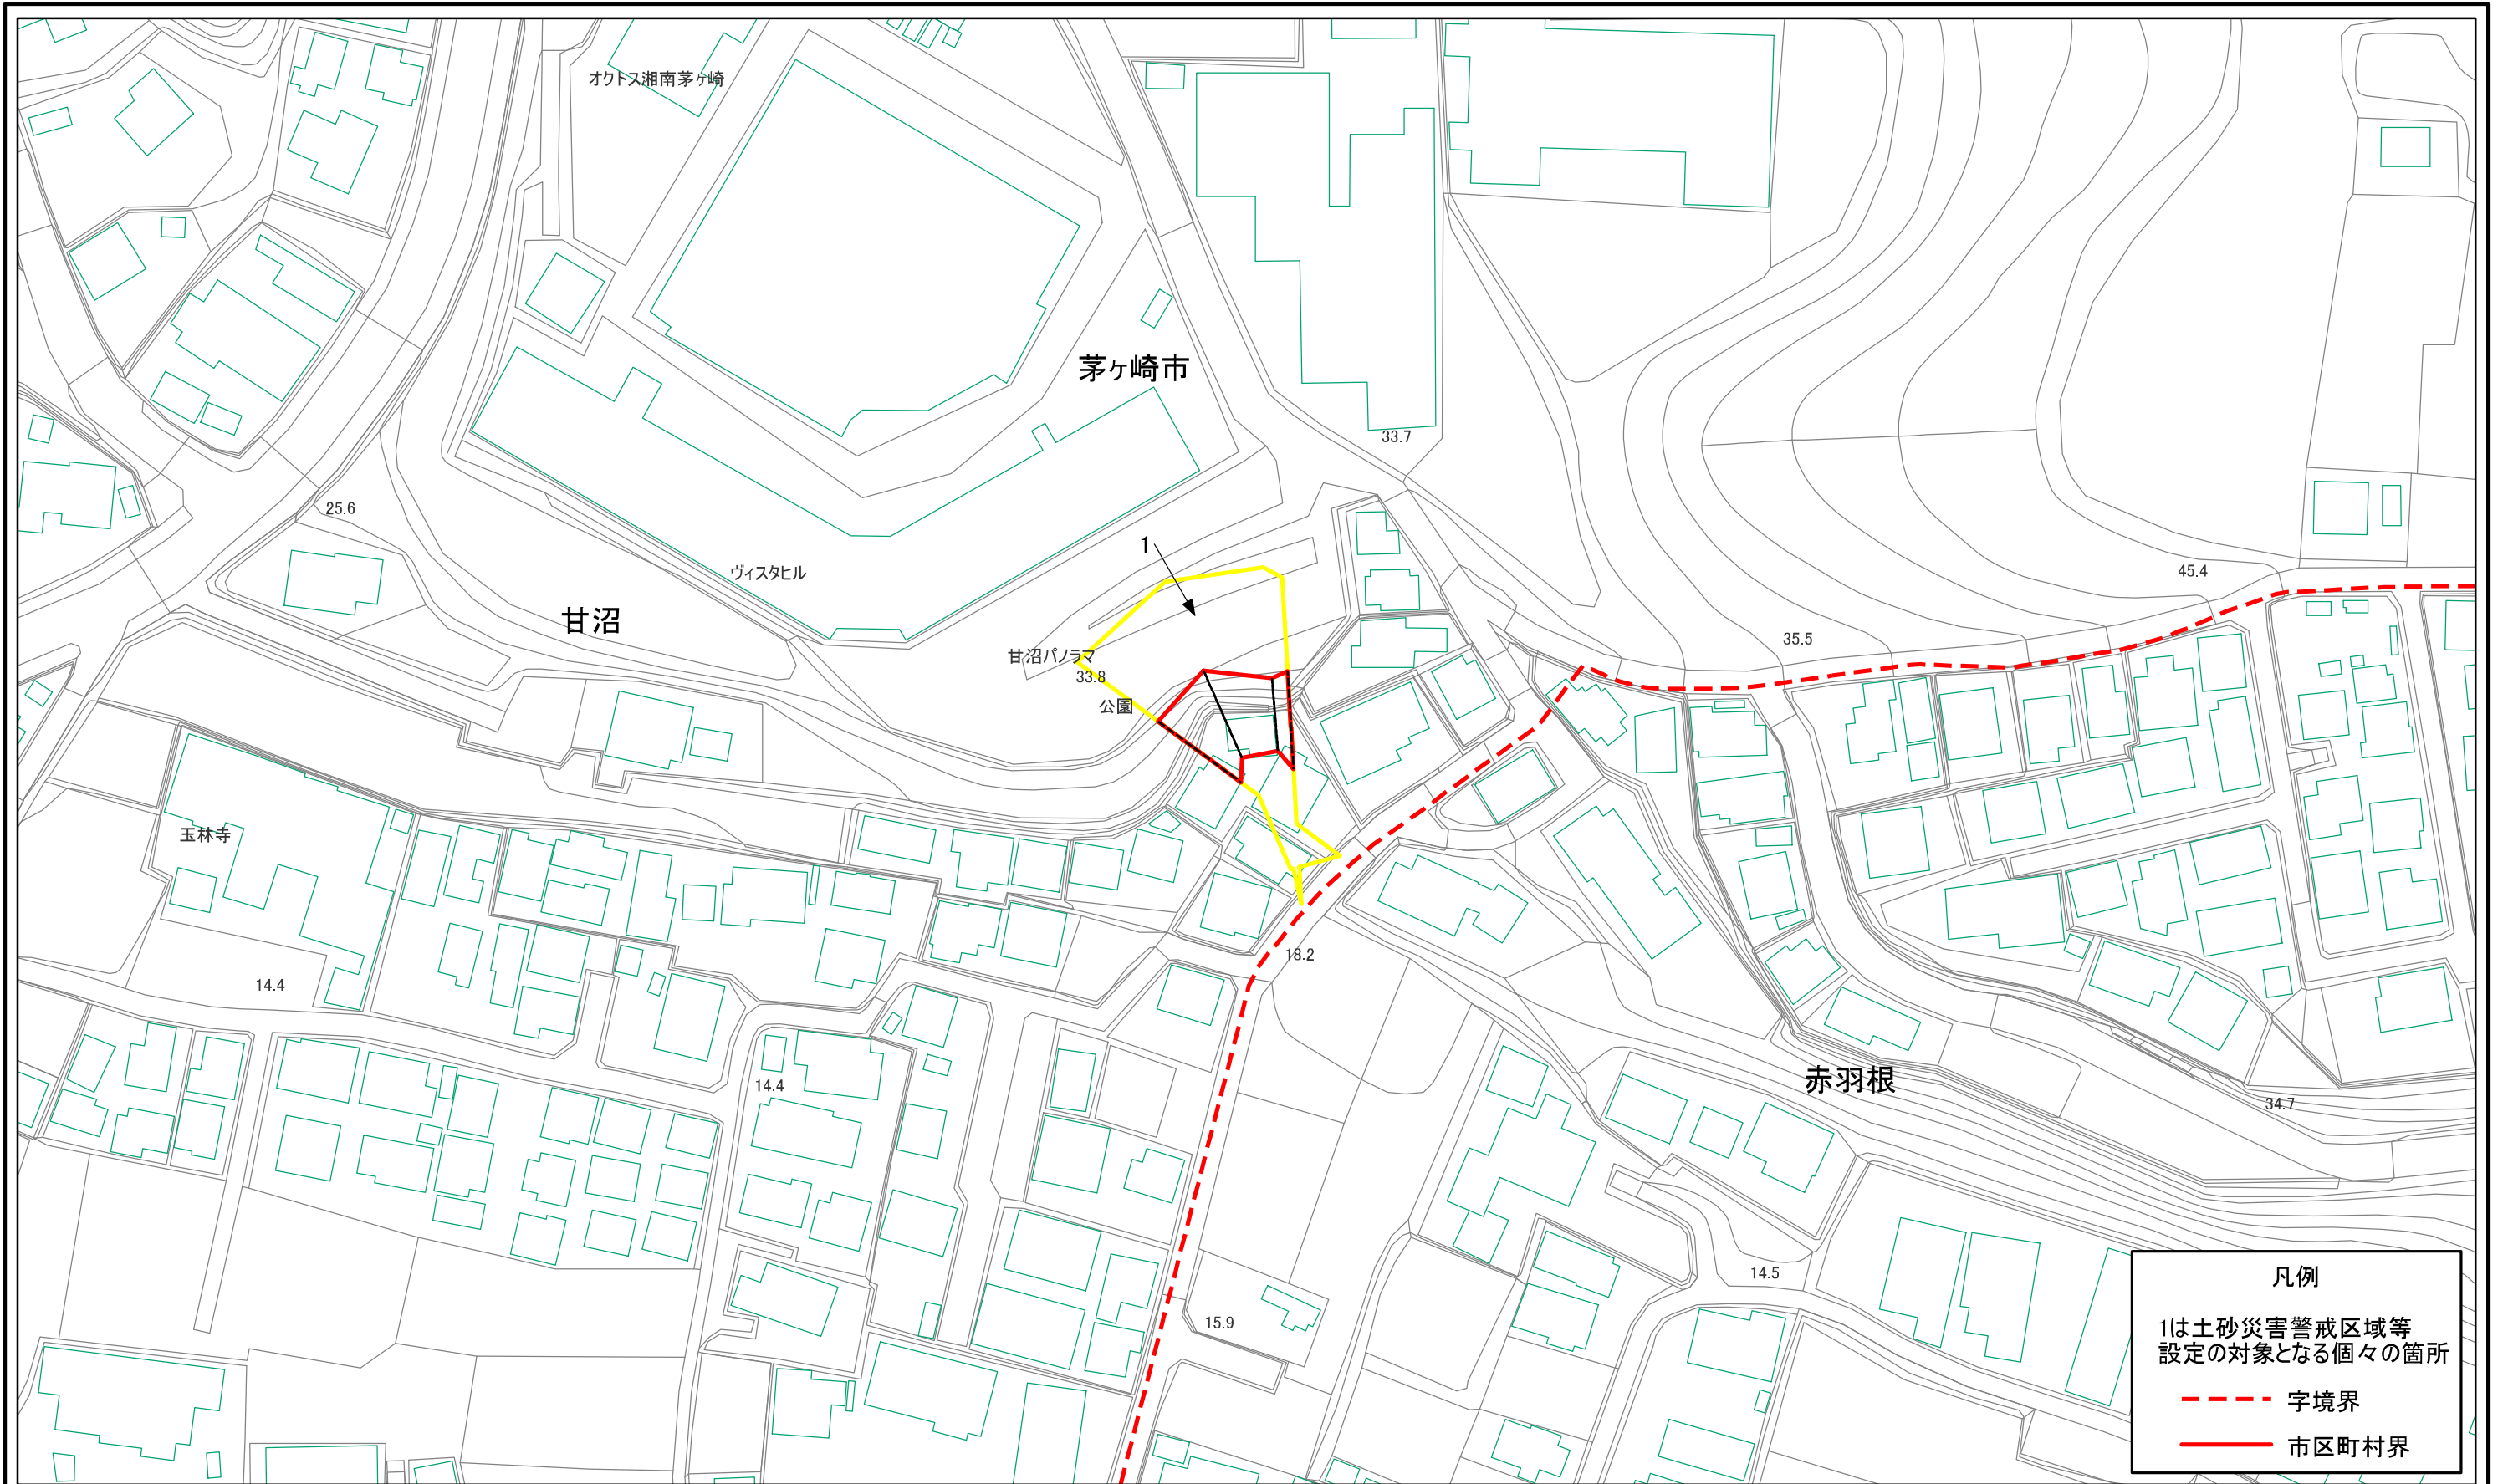 オクトス湘南茅ヶ崎
茅ヶ崎市
33.7
25.6
1
ヴィスタヒル
45.4
甘沼
35.5
甘沼パノラマ
33.8
公園
玉林寺
18.2
14.4
赤羽根
14.4
34.7
14.5
15.9
凡例
1は土砂災害警戒区域等
設定の対象となる個々の箇所
字境界
市区町村界